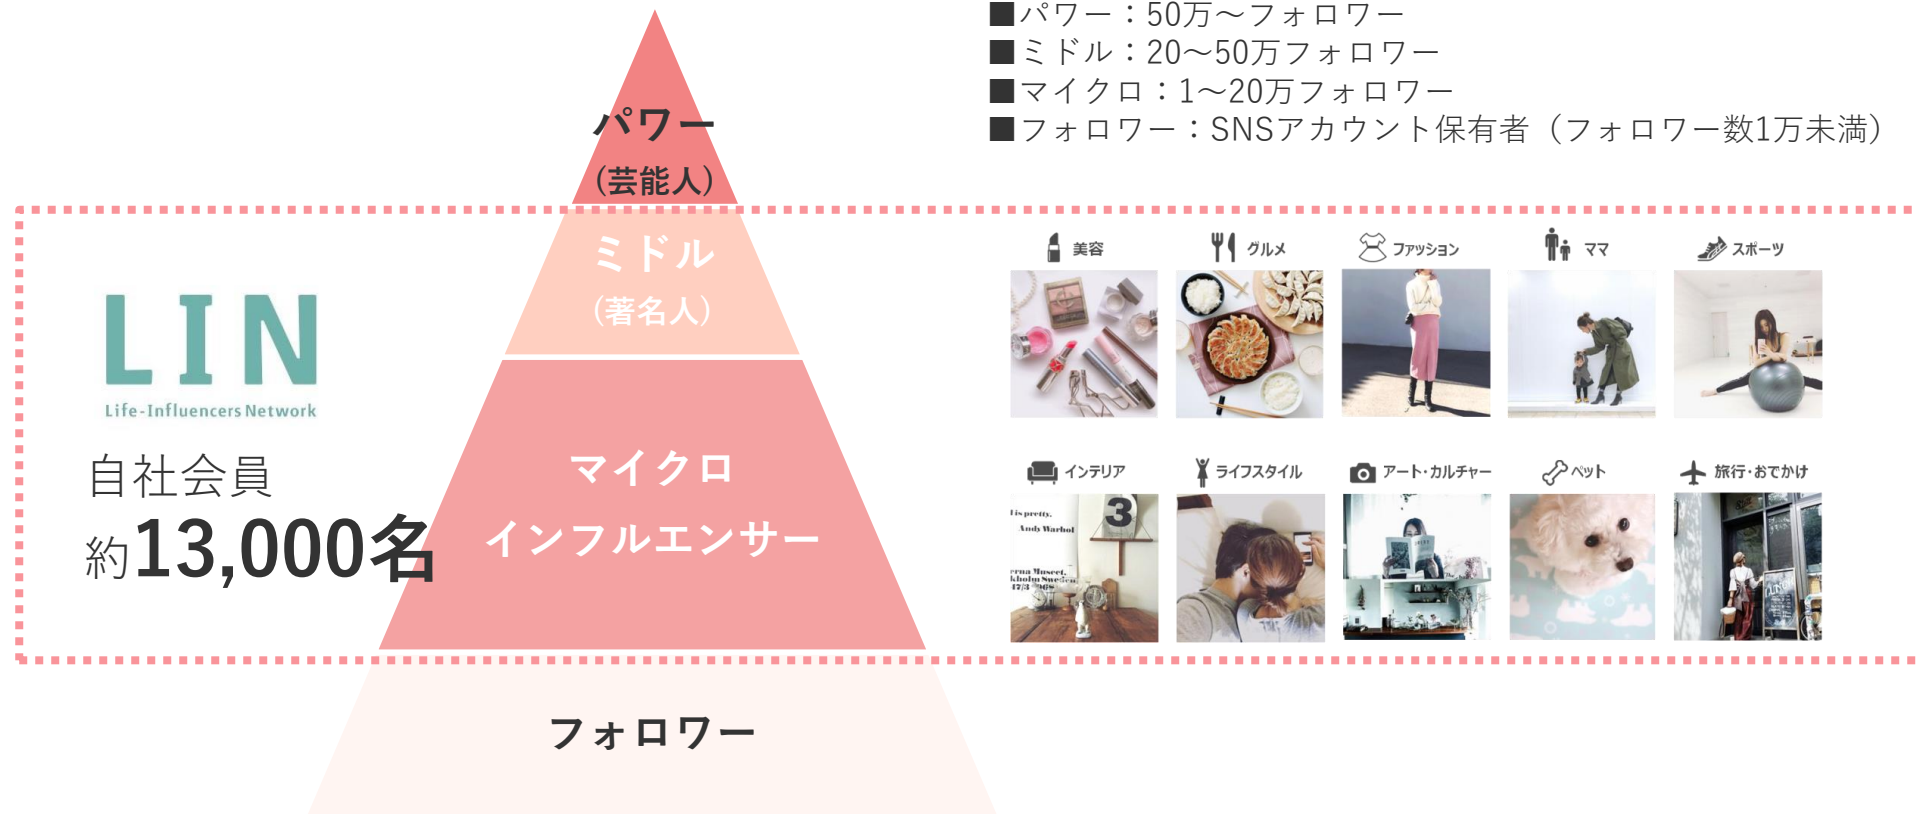 ■パワー：50万～フォロワー
■ミドル：20～50万フォロワー
■マイクロ：1～20万フォロワー
■フォロワー：SNSアカウント保有者（フォロワー数1万未満）
パワー
(芸能人)
ミドル
(著名人)
マイクロ
インフルエンサー
フォロワー
LIN
Life-Influencers Network
自社会員
約13,000名
美容
グルメ
ファッション
ママ
スポーツ
インテリア
ライフスタイル
アート・カルチャー
ペット
旅行・おでかけ
is pretty.
Andy Warhol
3